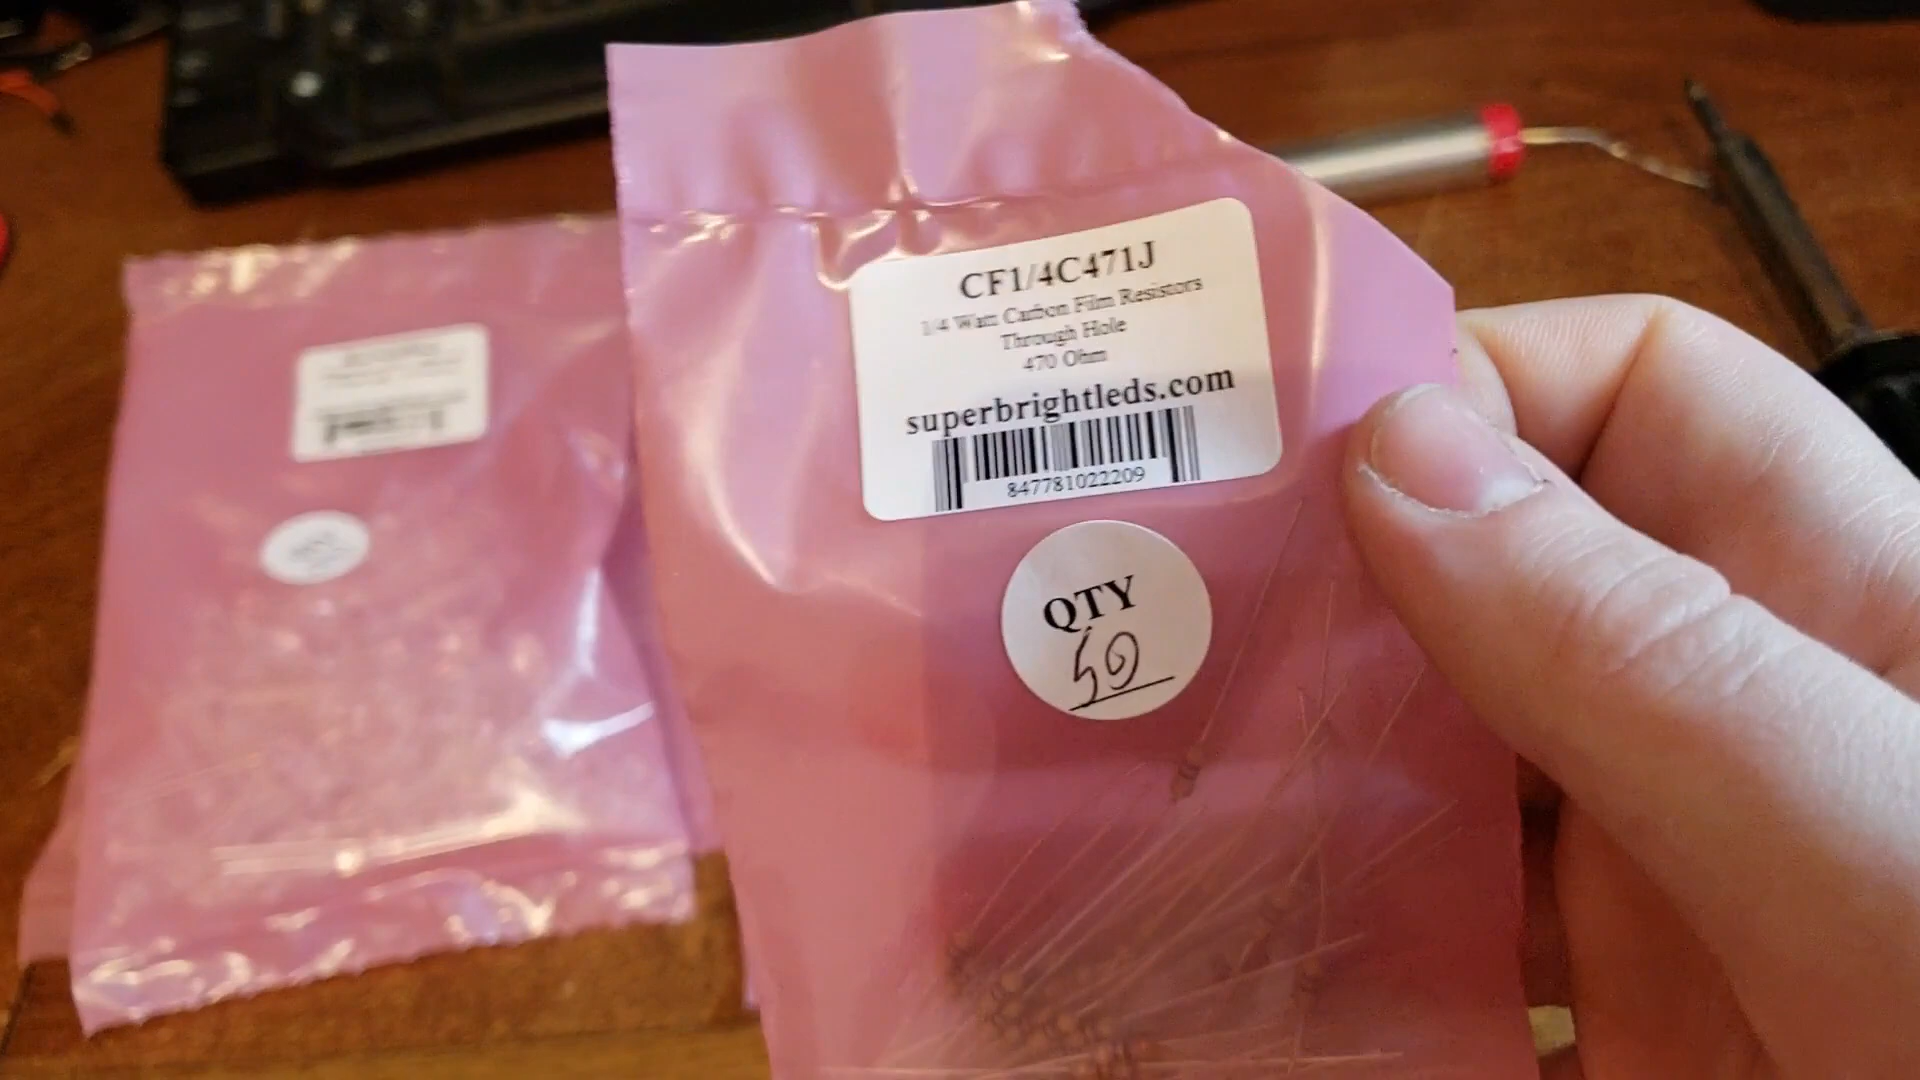 CF1/4C471J
1/4 Watt Carbon Film Resistors
Through Hole
470 Ohm
superbrightleds.com
847781022209
QTY
50